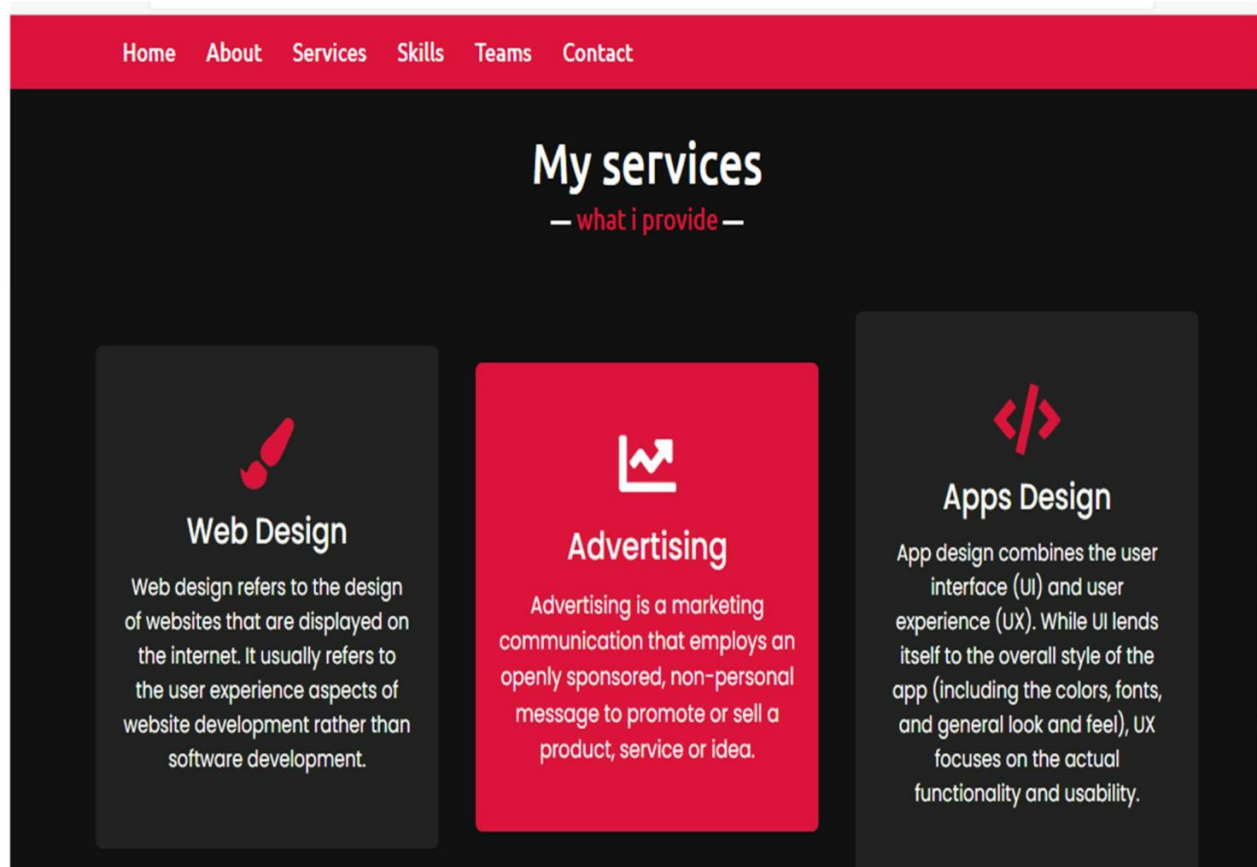 Home About Services Skills Teams Contact
My services
— what i provide —
Web Design
Web design refers to the design
of websites that are displayed on
the internet. It usually refers to
the user experience aspects of
website development rather than
software development.
Advertising
Advertising is a marketing
communication that employs an
openly sponsored, non-personal
message to promote or sell a
product, service or idea.
Apps Design
App design combines the user
interface (UI) and user
experience (UX). While UI lends
itself to the overall style of the
app (including the colors, fonts,
and general look and feel), UX
focuses on the actual
functionality and usability.